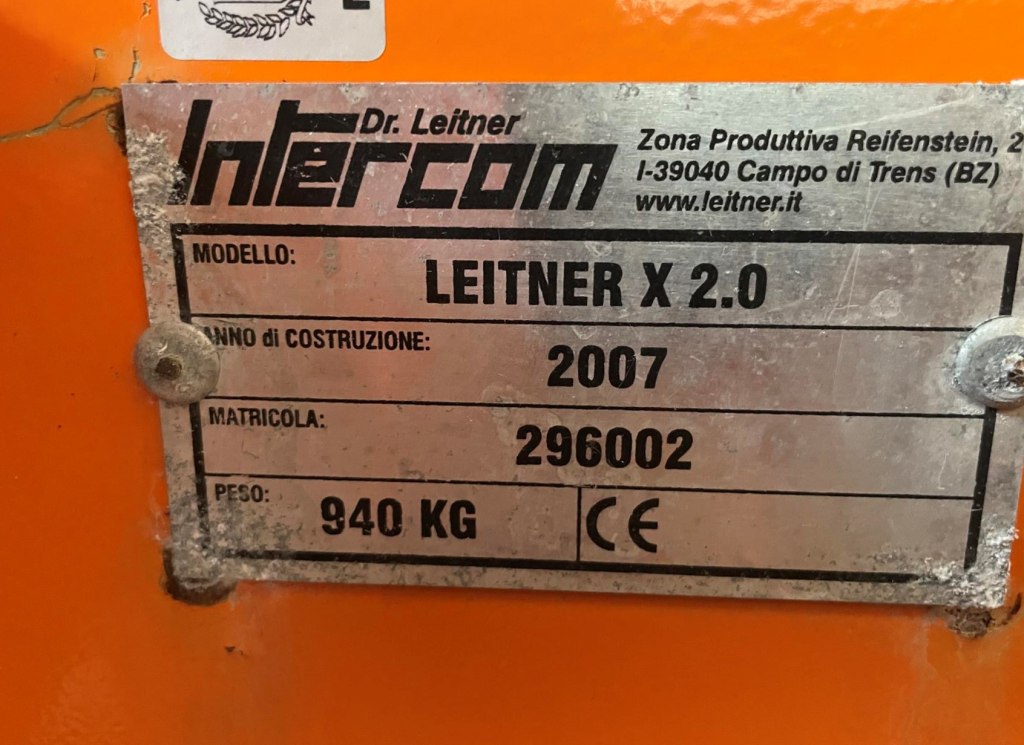 Dr. Leitner
Intercom
Zona Produttiva Reifenstein, 2
I-39040 Campo di Trens (BZ)
www.leitner.it
MODELLO:
LEITNER X 2.0
ANNO di COSTRUZIONE:
2007
MATRICOLA:
296002
PESO:
940 KG
CE